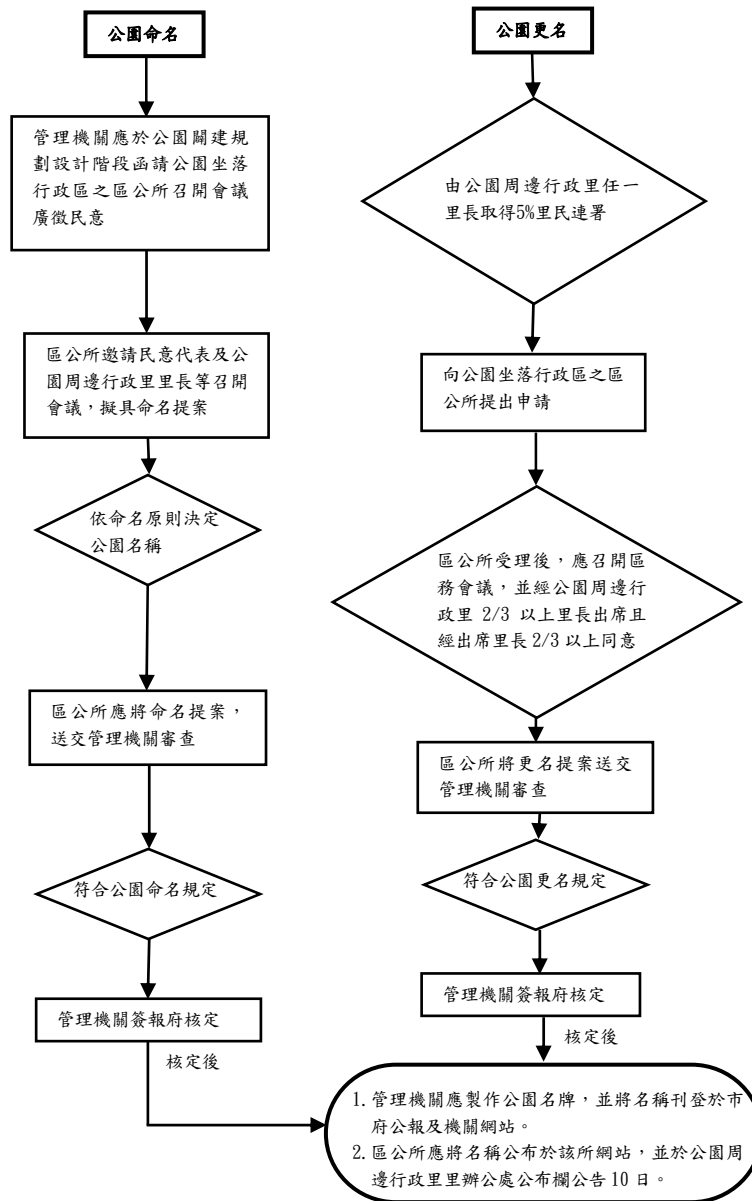 公園命名
管理機關應於公園闢建規
劃設計階段函請公園坐落
行政區之區公所召開會議
廣徵民意
區公所邀請民意代表及公
園周邊行政里里長等召開
會議，擬具命名提案
依命名原則決定
公園名稱
區公所應將命名提案，
送交管理機關審查
符合公園命名規定
管理機關簽報府核定
核定後
公園更名
由公園周邊行政里任一
里長取得5%里民連署
向公園坐落行政區之區
公所提出申請
區公所受理後，應召開區
務會議，並經公園周邊行
政里 2/3 以上里長出席且
經出席里長 2/3 以上同意
區公所將更名提案送交
管理機關審查
符合公園更名規定
管理機關簽報府核定
核定後
1. 管理機關應製作公園名牌，並將名稱刊登於市
府公報及機關網站。
2. 區公所應將名稱公布於該所網站，並於公園周
邊行政里里辦公處公布欄公告 10 日。